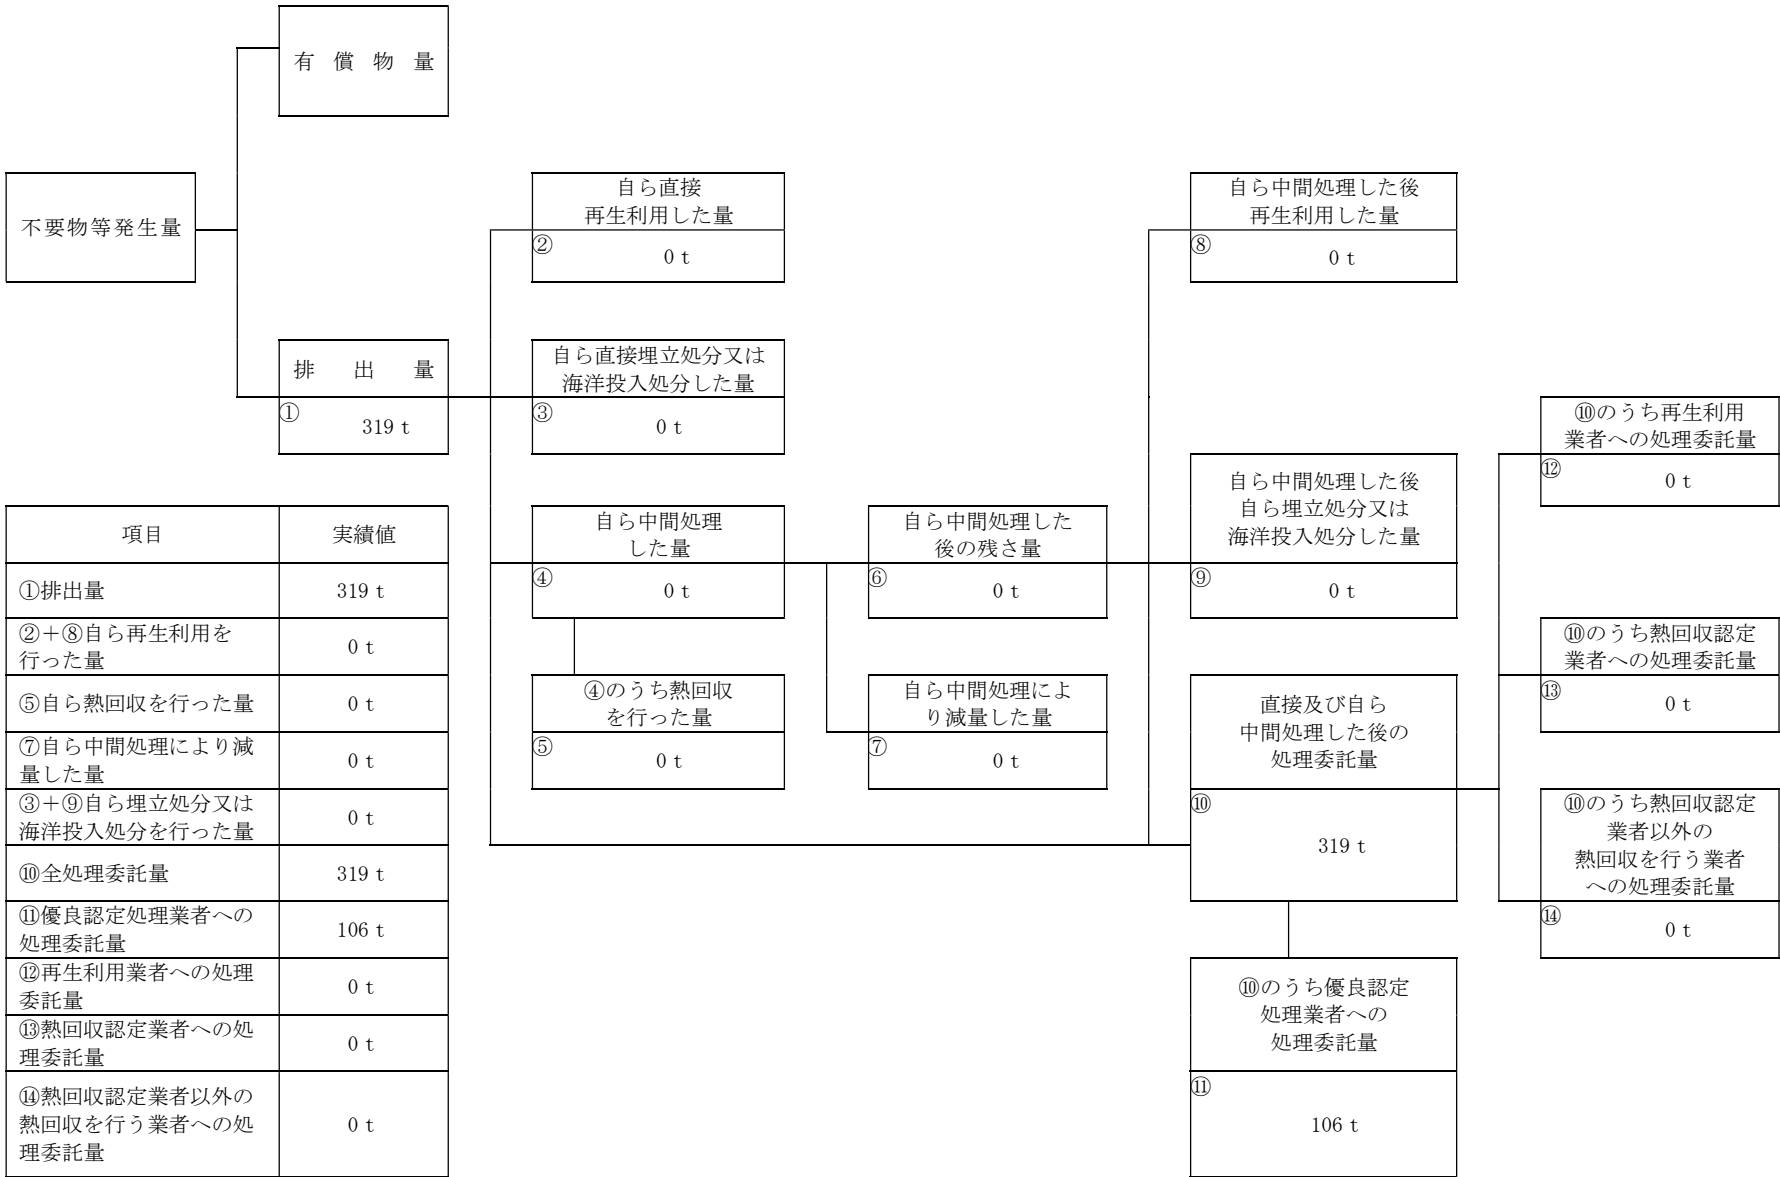 有償物量
不要物等発生量
自ら直接
再生利用した量
② 0 t
自ら中間処理した後
再生利用した量
⑧ 0 t
排出量
① 319 t
自ら直接埋立処分又は
海洋投入処分した量
③ 0 t
⑩のうち再生利用
業者への処理委託量
⑫ 0 t
自ら中間処理
した量
④ 0 t
自ら中間処理した
後の残さ量
⑥ 0 t
自ら中間処理した後
自ら埋立処分又は
海洋投入処分した量
⑨ 0 t
⑩のうち熱回収認定
業者への処理委託量
⑬ 0 t
④のうち熱回収
を行った量
⑤ 0 t
自ら中間処理によ
り減量した量
⑦ 0 t
直接及び自ら
中間処理した後の
処理委託量
⑩ 319 t
⑩のうち熱回収認定
業者以外の
熱回収を行う業者
への処理委託量
⑭ 0 t
⑩のうち優良認定
処理業者への
処理委託量
⑪ 106 t
項目 実績値
①排出量 319 t
②＋⑧自ら再生利用を
行った量 0 t
⑤自ら熱回収を行った量 0 t
⑦自ら中間処理により減
量した量 0 t
③＋⑨自ら埋立処分又は
海洋投入処分を行った量 0 t
⑩全処理委託量 319 t
⑪優良認定処理業者への
処理委託量 106 t
⑫再生利用業者への処理
委託量 0 t
⑬熱回収認定業者への処
理委託量 0 t
⑭熱回収認定業者以外の
熱回収を行う業者への処
理委託量 0 t